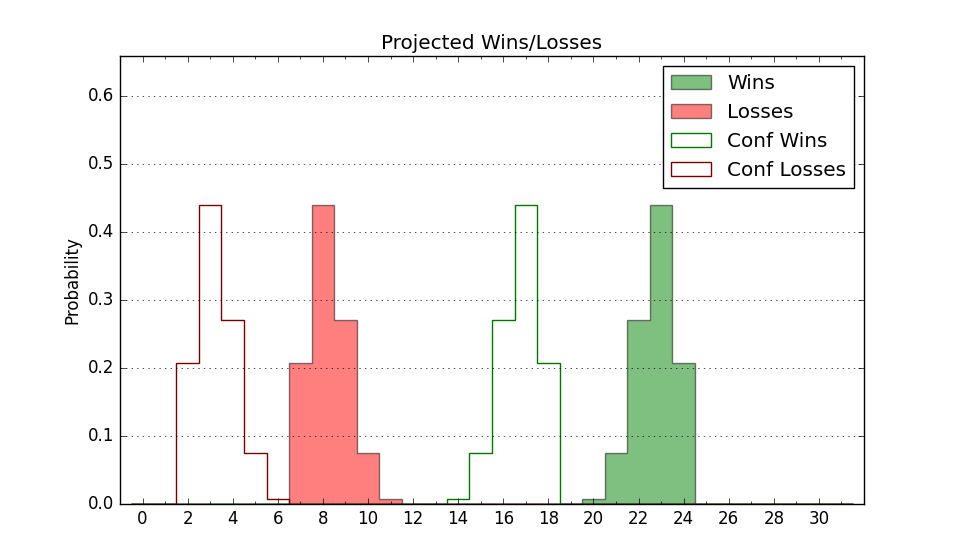 Projected Wins/Losses
Wins
Losses
Conf Wins
Conf Losses
Probability
0.6
0.5
0.4
0.3
0.2
0.1
0.0
0 2 4 6 8 10 12 14 16 18 20 22 24 26 28 30